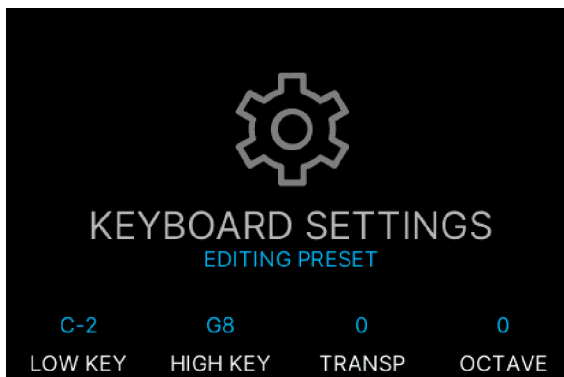 KEYBOARD SETTINGS
EDITING PRESET
C-2 G8 0 0
LOW KEY HIGH KEY TRANSP OCTAVE